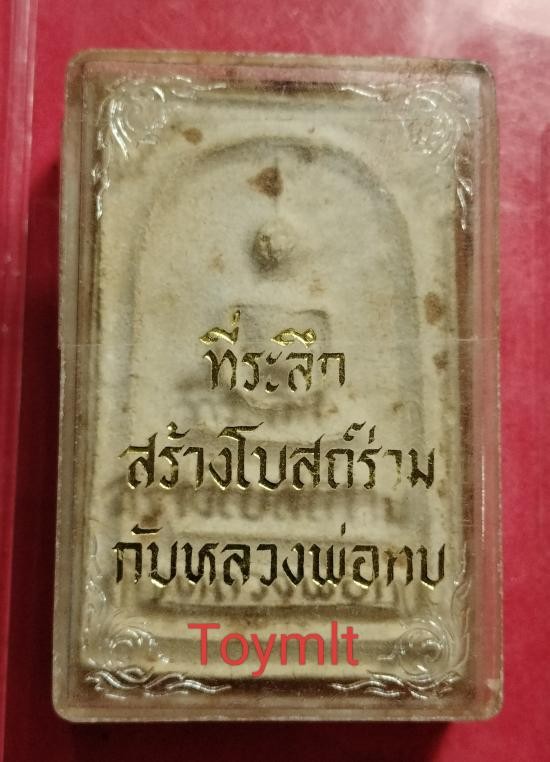 ที่ระลึก
สร้างโบสถ์ร่วม
กับหลวงพ่อทบ
Toymlt